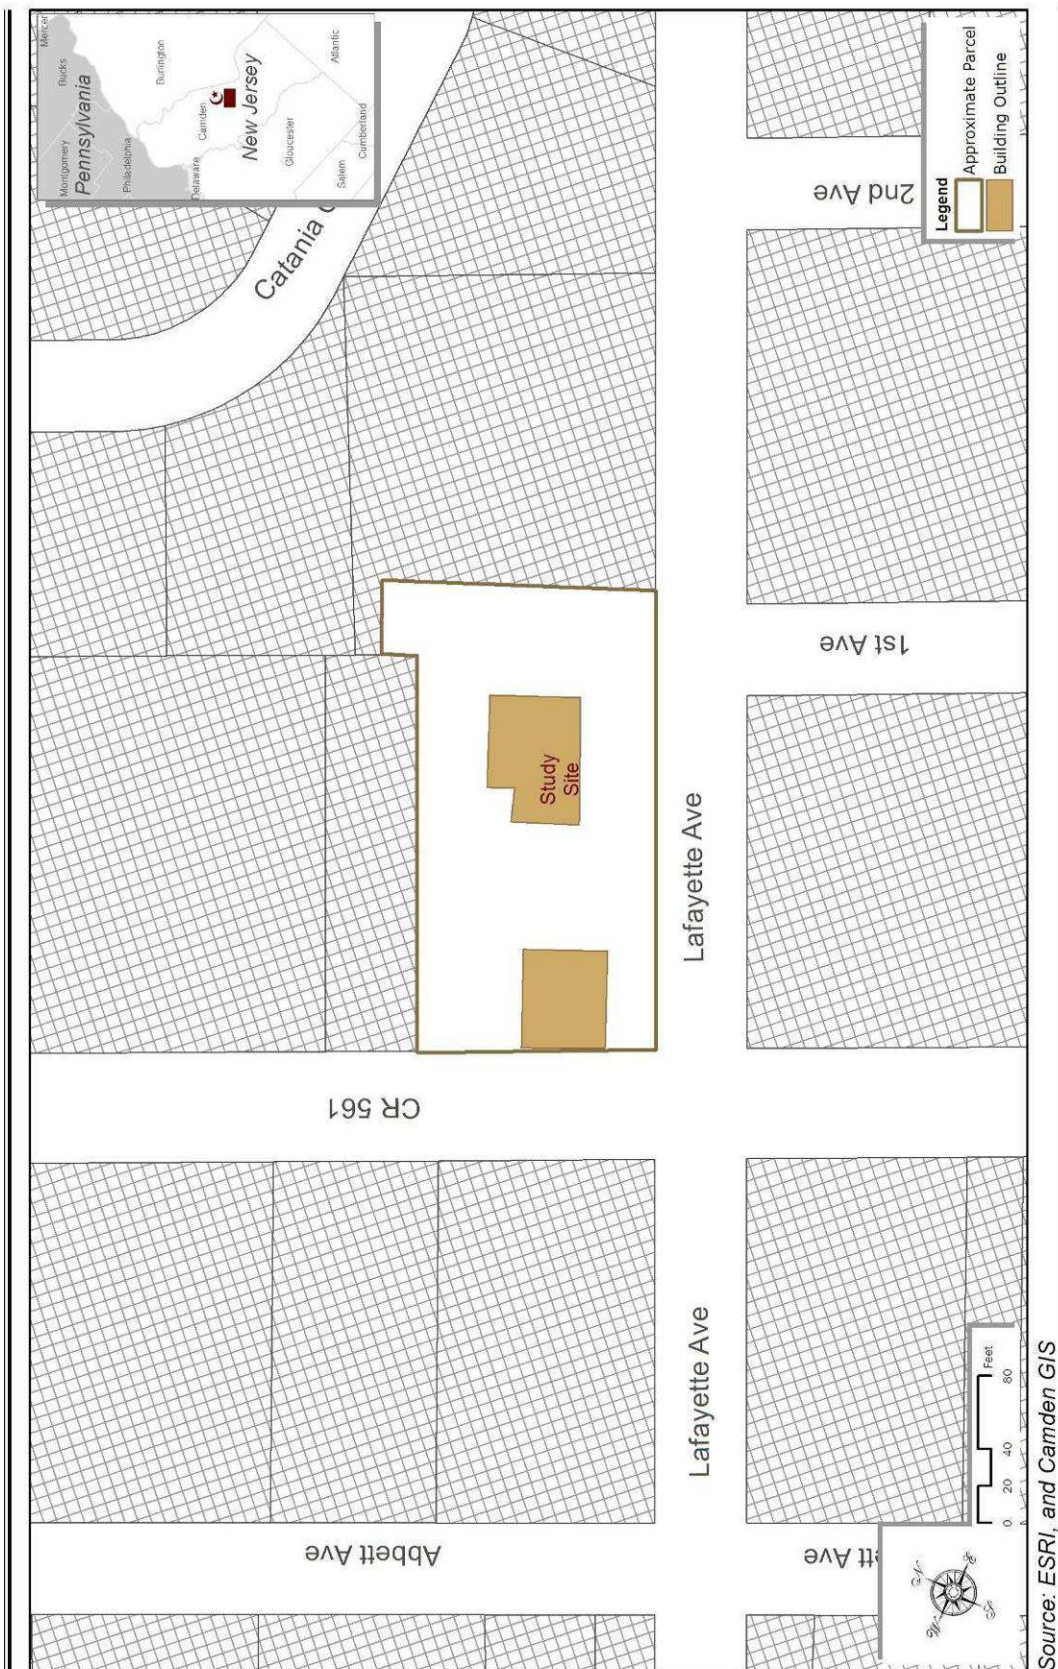 Mercer
Bucks
Montgomery
Pennsylvania
Philadelphia
Burlington
Camden
Delaware
New Jersey
Atlantic
Gloucester
Salem
Cumberland
Catania C
2nd Ave
Legend
Approximate Parcel
Building Outline
1st Ave
Study
Site
Lafayette Ave
CR 561
Lafayette Ave
Abbett Ave
ett Ave
0 20 40 80
Feet
N
E
S
W
Source: ESRI, and Camden GIS